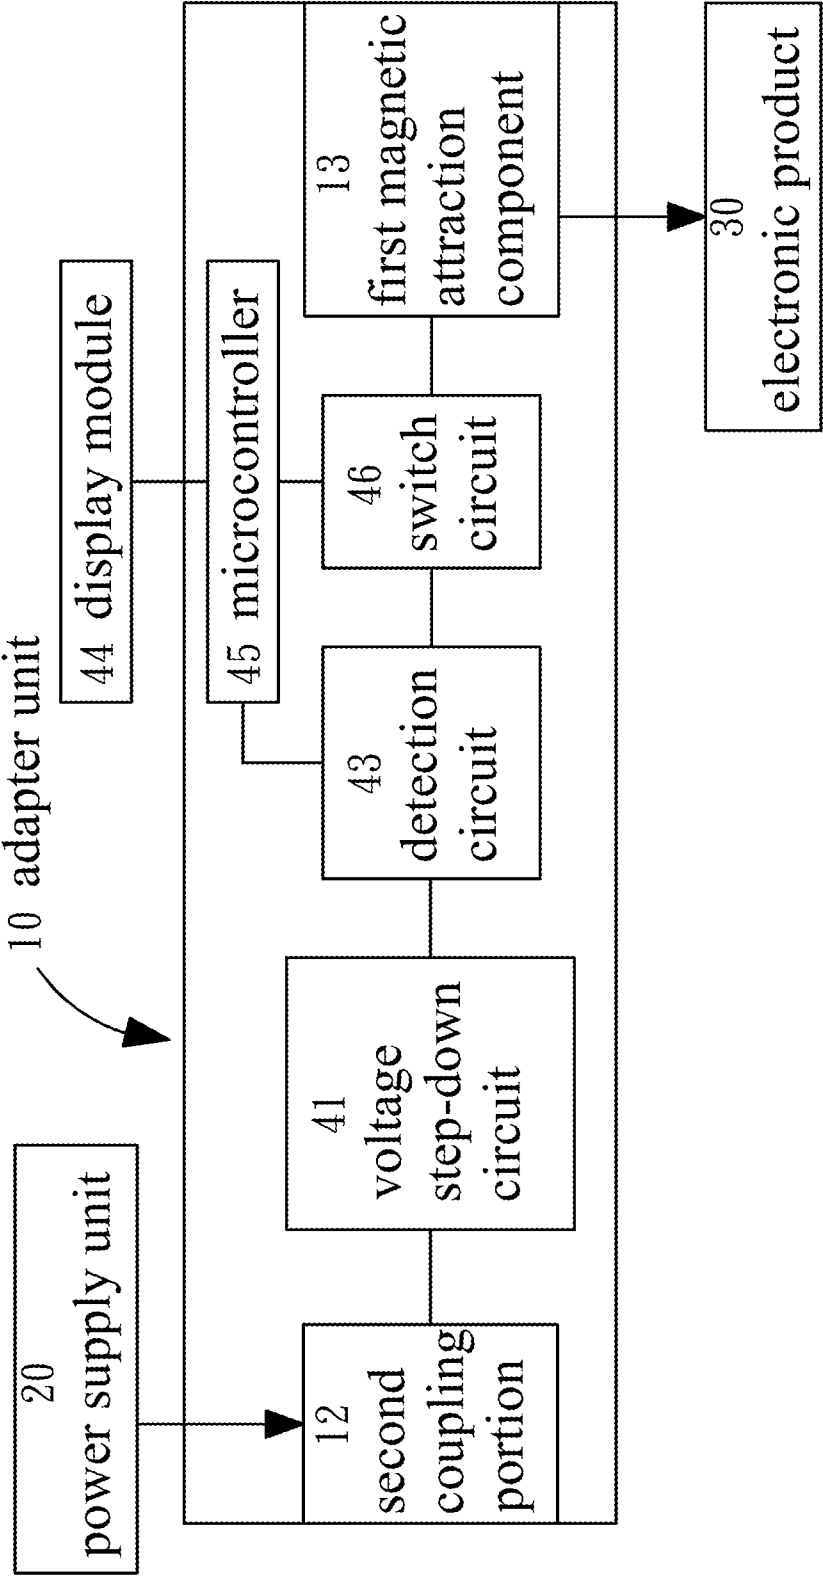 20
power supply unit
10 adapter unit
44 display module
45 microcontroller
12
second
coupling
portion
41
voltage
step-down
circuit
43
detection
circuit
46
switch
circuit
13
first magnetic
attraction
component
30
electronic product